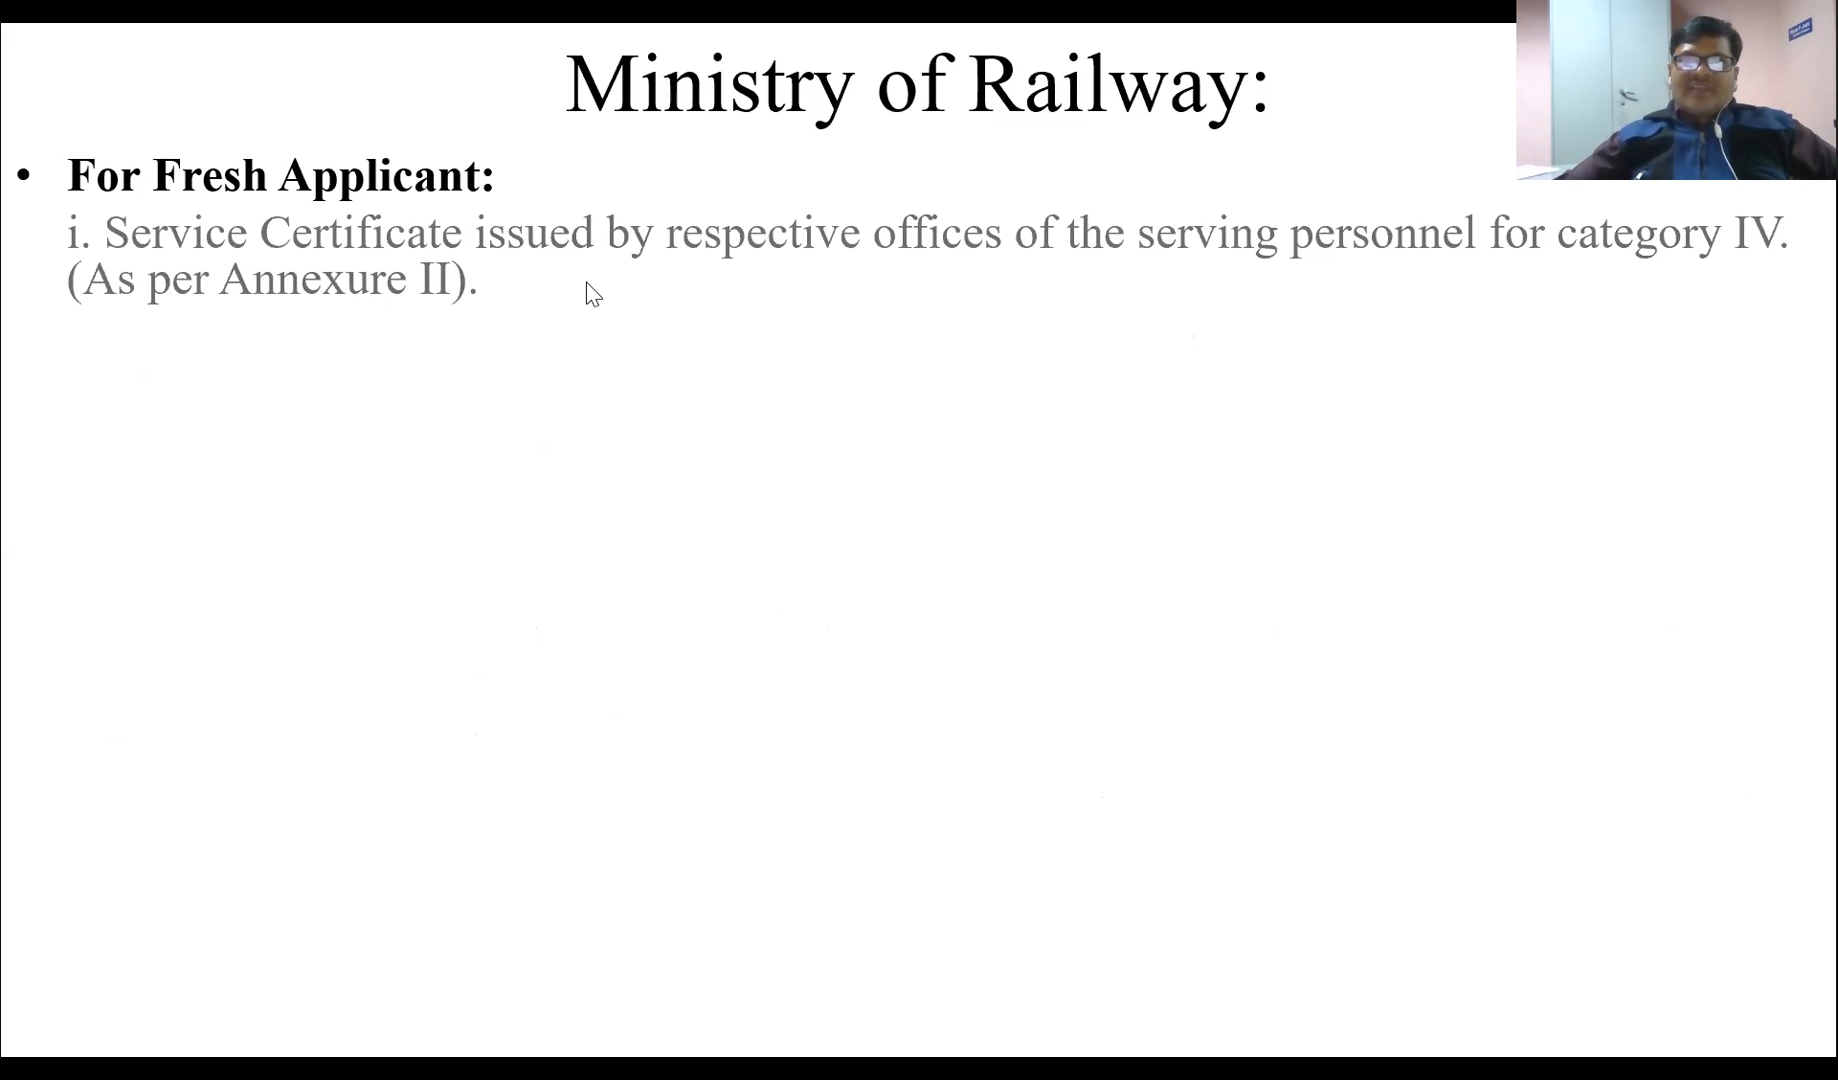 Ministry of Railway:
• For Fresh Applicant:
i. Service Certificate issued by respective offices of the serving personnel for category IV.
(As per Annexure II).